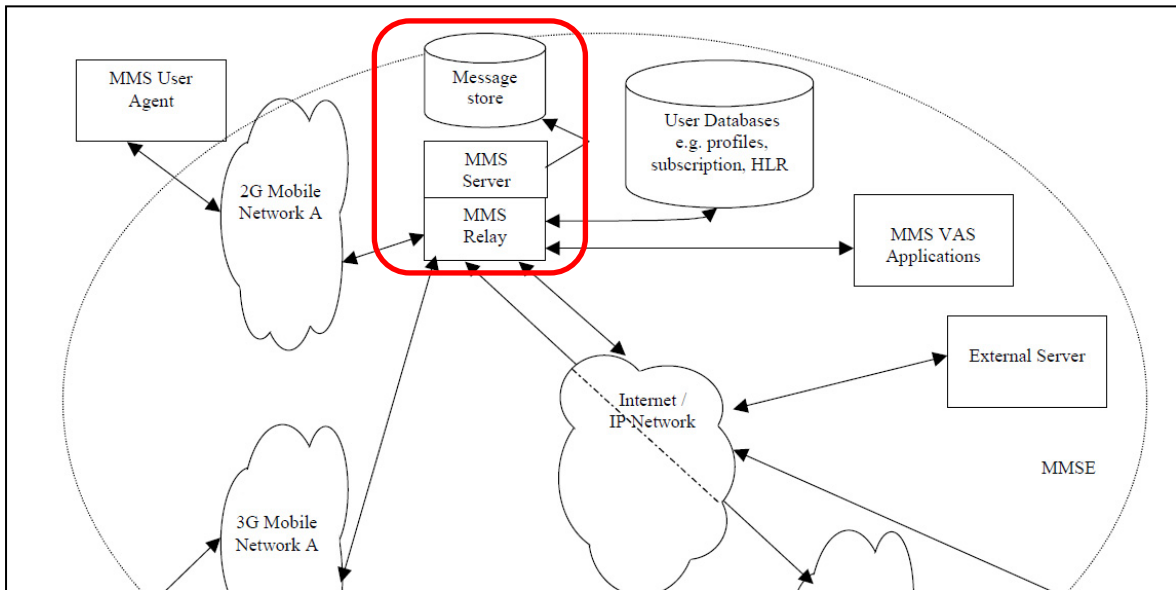 MMS User
Agent
Message
store
User Databases
e.g. profiles,
subscription, HLR
MMS
Server
2G Mobile
Network A
MMS
Relay
MMS VAS
Applications
External Server
Internet /
IP Network
MMSE
3G Mobile
Network A